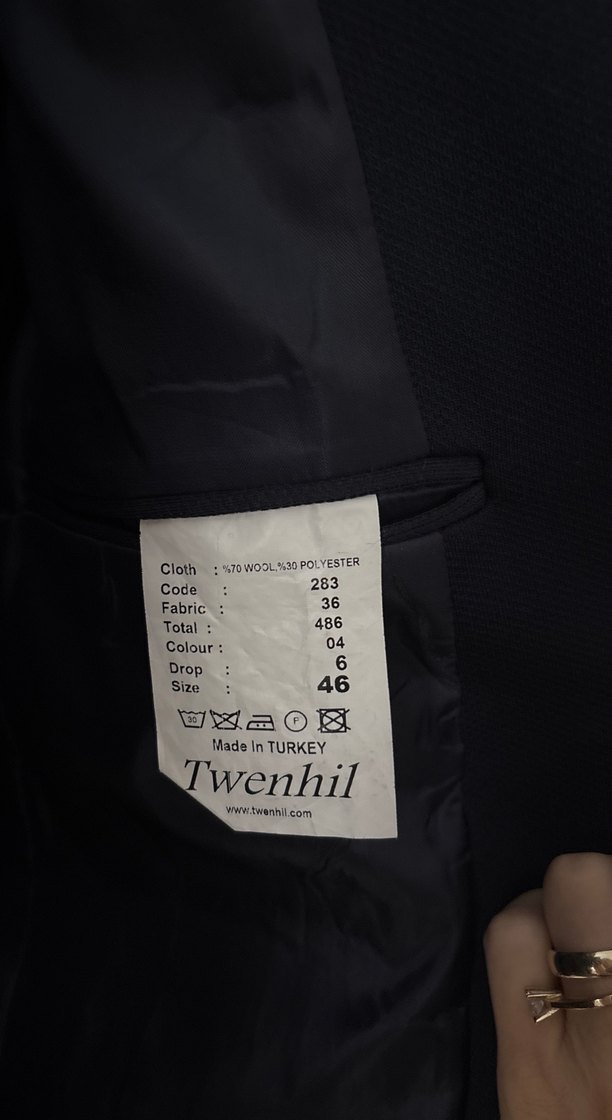 Cloth : %70 WOOL,%30 POLYESTER
Code : 283
Fabric : 36
Total : 486
Colour : 04
Drop : 6
Size : 46
30 P
Made In TURKEY
Twenhil
www.twenhil.com